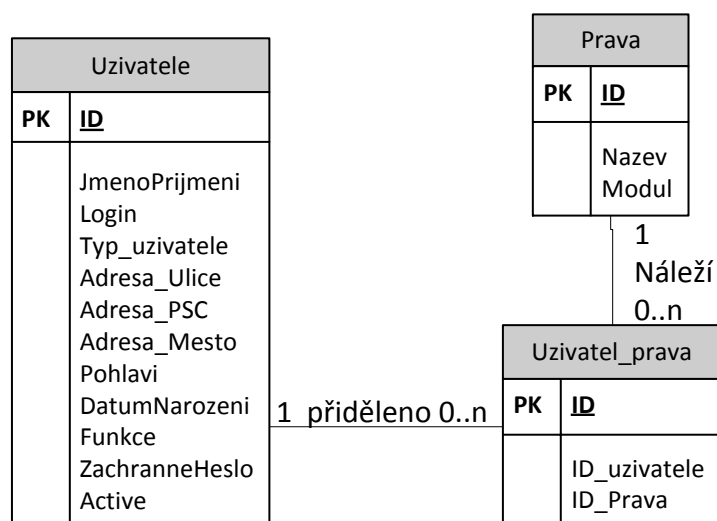 Uzivatele
PK ID
JmenoPrijmeni
Login
Typ_uzivatele
Adresa_Ulice
Adresa_PSC
Adresa_Mesto
Pohlavi
DatumNarozeni
Funkce
ZachranneHeslo
Active
Prava
PK ID
Nazev
Modul
1
Náleží
0..n
1 přiděleno 0..n
Uzivatel_prava
PK ID
ID_uzivatele
ID_Prava